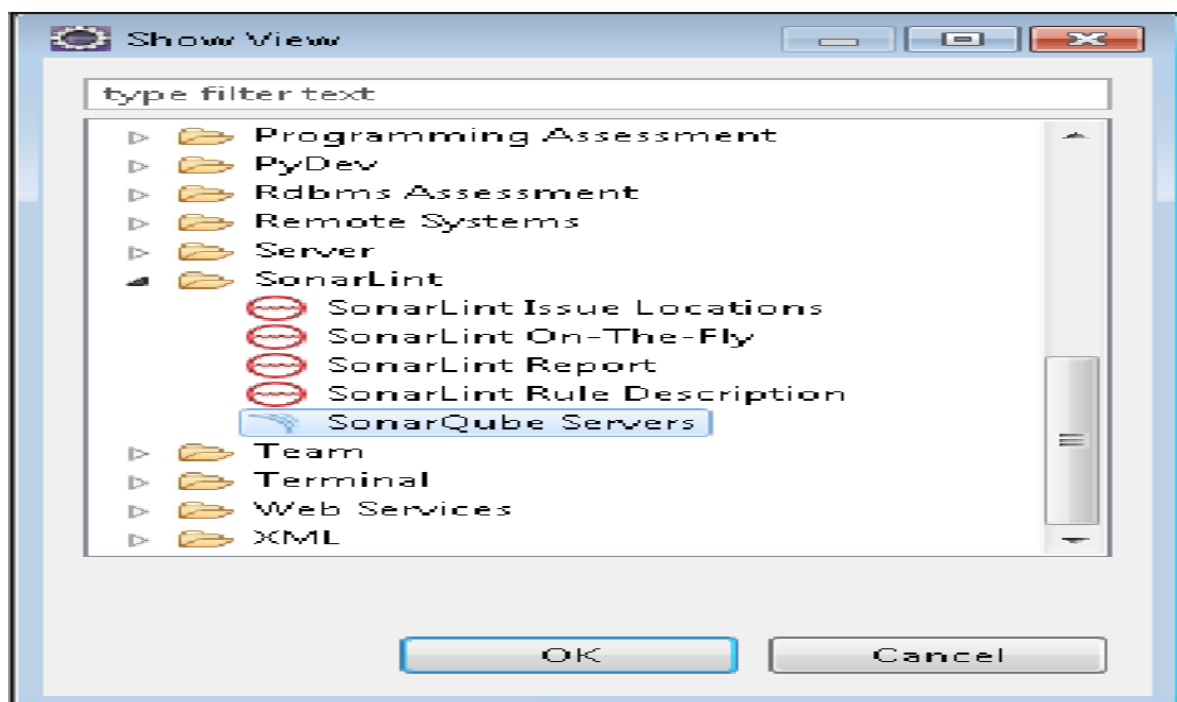 Show View
type filter text
Programming Assessment
PyDev
Rdbms Assessment
Remote Systems
Server
SonarLint
SonarLint Issue Locations
SonarLint On-The-Fly
SonarLint Report
SonarLint Rule Description
SonarQube Servers
Team
Terminal
Web Services
XML
OK
Cancel